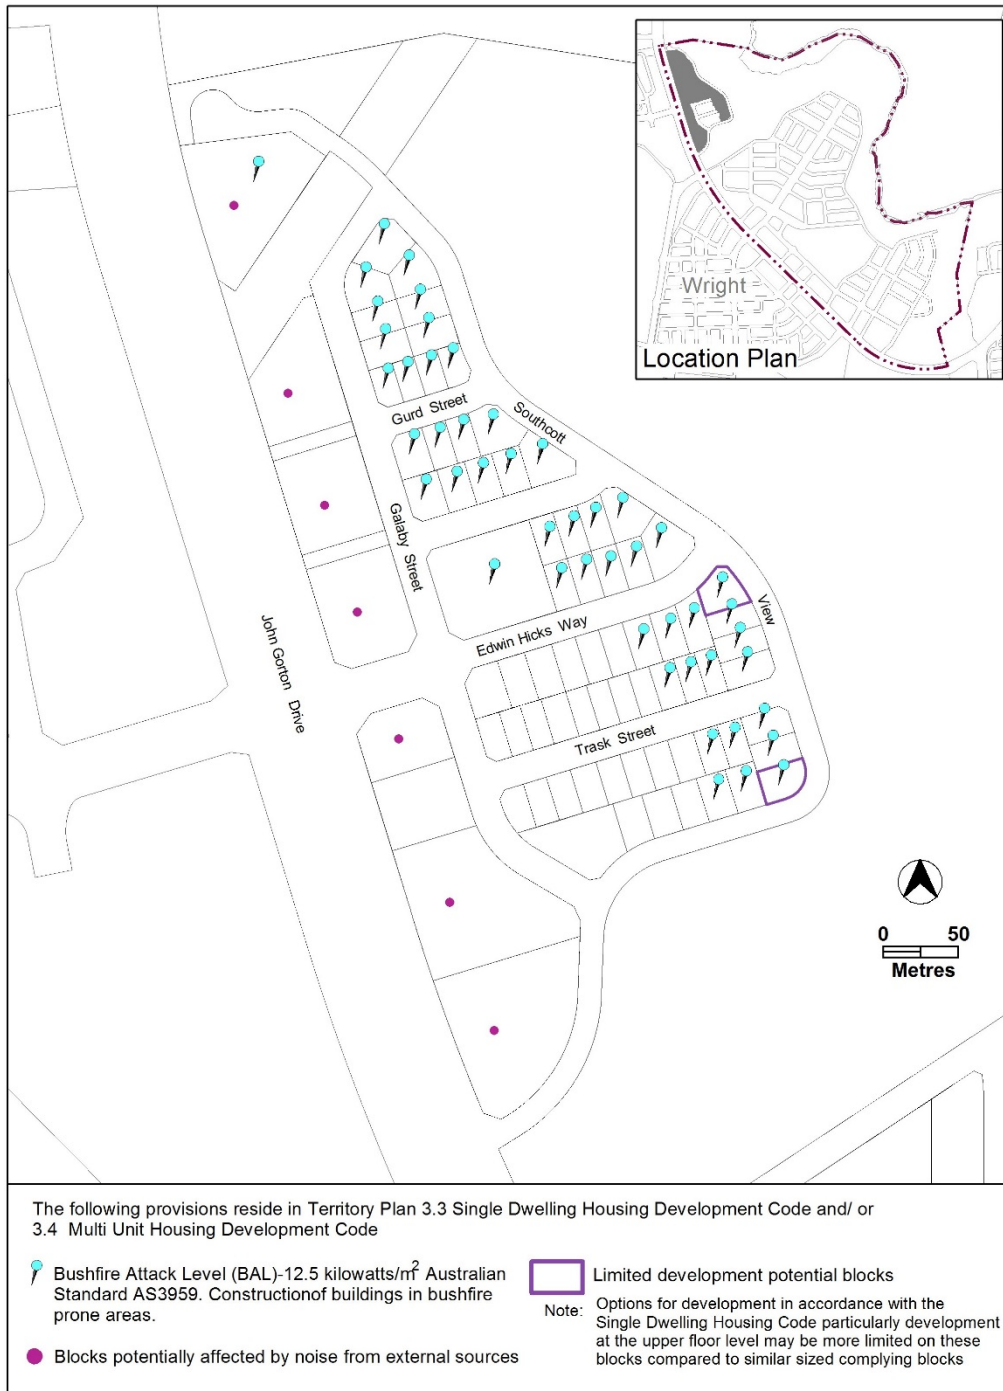 Wright
Location Plan
Gurd Street
Southcott
Galaby Street
View
Edwin Hicks Way
John Gorton Drive
Trask Street
0 50
Metres
The following provisions reside in Territory Plan 3.3 Single Dwelling Housing Development Code and/ or
3.4 Multi Unit Housing Development Code
Bushfire Attack Level (BAL)-12.5 kilowatts/m² Australian
Standard AS3959. Constructionof buildings in bushfire
prone areas.
Blocks potentially affected by noise from external sources
Limited development potential blocks
Note: Options for development in accordance with the
Single Dwelling Housing Code particularly development
at the upper floor level may be more limited on these
blocks compared to similar sized complying blocks